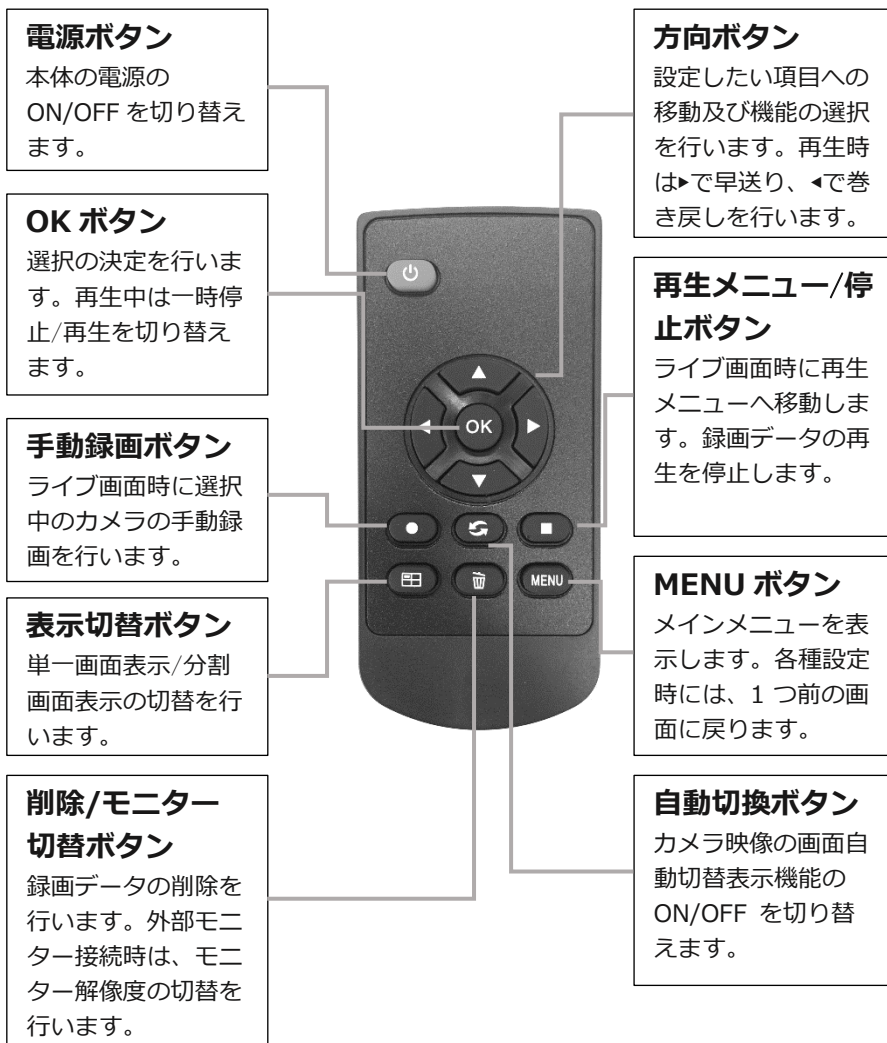 電源ボタン
本体の電源の
ON/OFF を切り替え
ます。
OK ボタン
選択の決定を行いま
す。再生中は一時停
止/再生を切り替え
ます。
手動録画ボタン
ライブ画面時に選択
中のカメラの手動録
画を行います。
表示切替ボタン
単一画面表示/分割
画面表示の切替を行
います。
削除/モニター
切替ボタン
録画データの削除を
行います。外部モニ
ター接続時は、モニ
ター解像度の切替を
行います。
OK
MENU
方向ボタン
設定したい項目への
移動及び機能の選択
を行います。再生時
は▶で早送り、◀で巻
き戻しを行います。
再生メニュー/停
止ボタン
ライブ画面時に再生
メニューへ移動しま
す。録画データの再
生を停止します。
MENU ボタン
メインメニューを表
示します。各種設定
時には、1 つ前の画
面に戻ります。
自動切換ボタン
カメラ映像の画面自
動切替表示機能の
ON/OFF を切り替
えます。